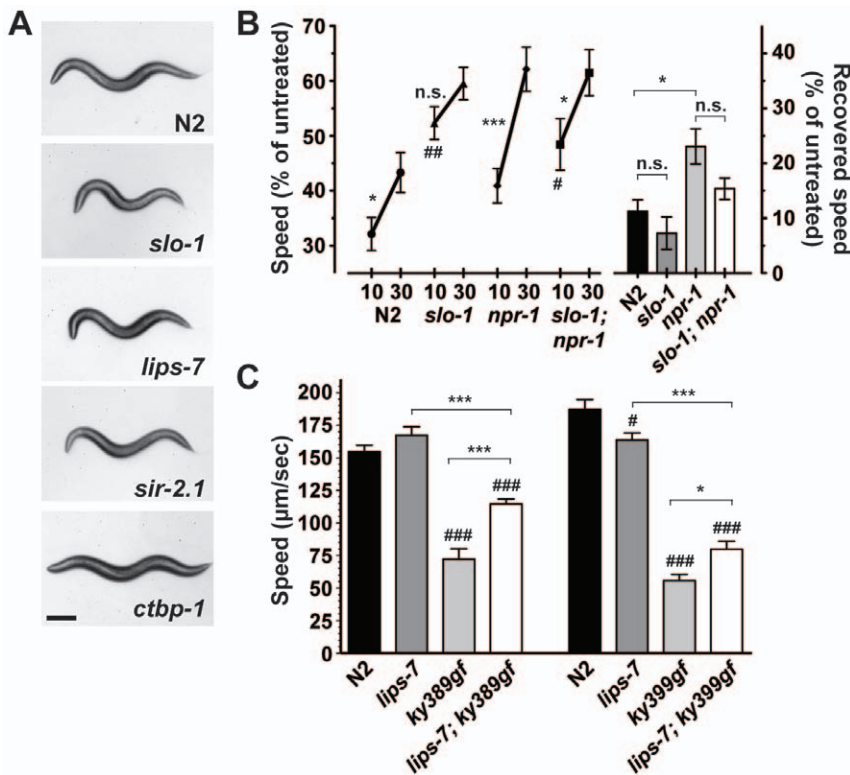 A
N2
slo-1
lips-7
sir-2.1
ctbp-1
B
Speed (% of untreated)
70
60
50
40
30
*
n.s.
##
***
*
#
10 30 10 30 10 30 10 30
N2 slo-1 npr-1 slo-1;
npr-1
*
n.s.
n.s.
40
30
20
10
0
Recovered speed
(% of untreated)
N2
slo-1
npr-1
slo-1; npr-1
C
Speed (µm/sec)
200
175
150
125
100
75
50
25
0
***
***
###
###
***
#
*
###
###
N2
lips-7
ky389gf
lips-7; ky389gf
N2
lips-7
ky399gf
lips-7; ky399gf